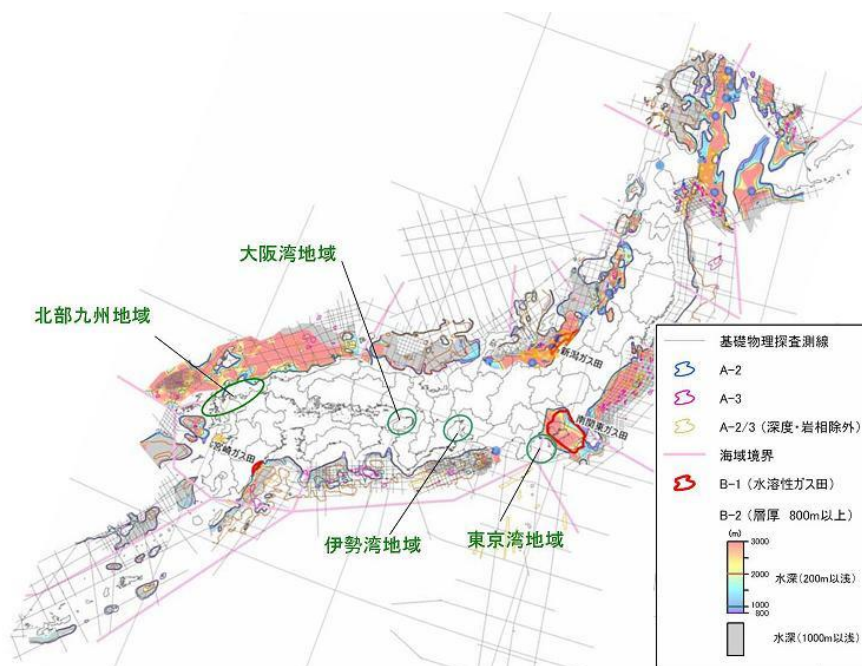 大阪湾地域
北部九州地域
新潟ガス田
南関東ガス田
宮崎ガス田
伊勢湾地域
東京湾地域
基礎物理探査測線
A-2
A-3
A-2/3（深度・岩相除外）
海域境界
B-1（水溶性ガス田）
B-2（層厚 800m以上）
(m)
3000
2000
1000
800
水深（200m以浅）
水深（1000m以浅）